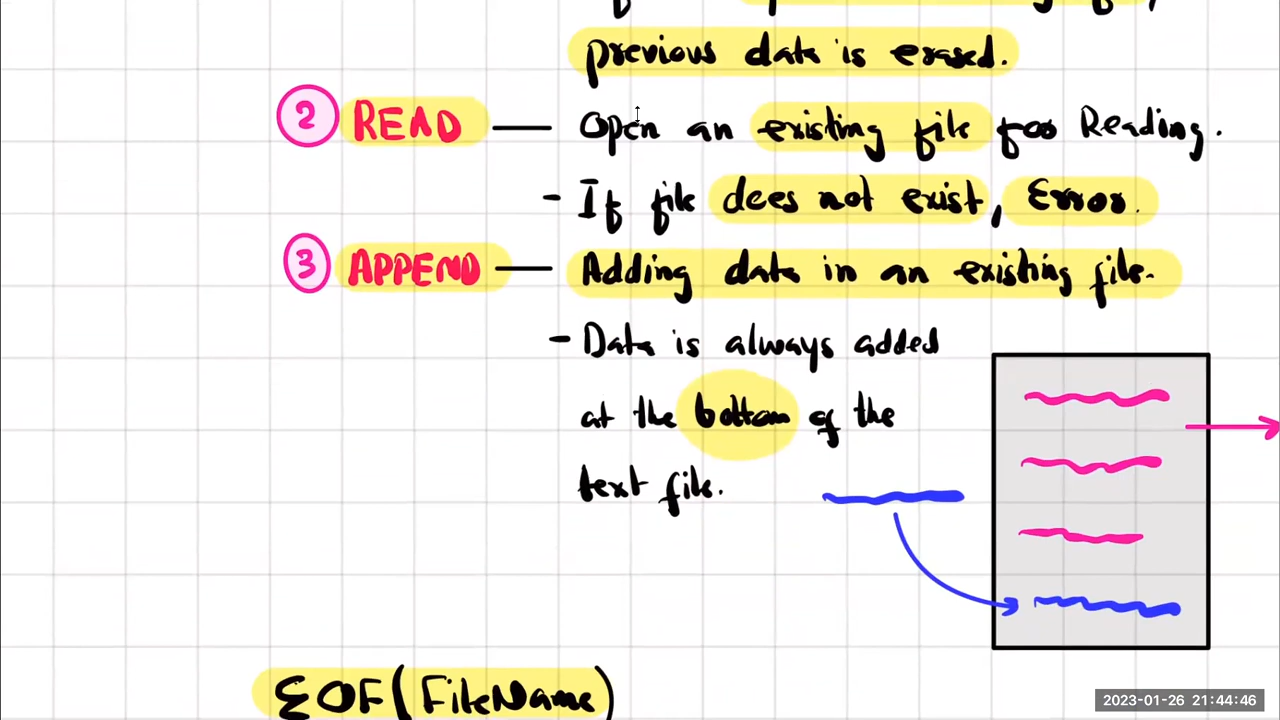 previous data is erased.
2 READ — Open an existing file for Reading.
- If file does not exist, Error.
3 APPEND — Adding data in an existing file.
- Data is always added
at the bottom of the
text file.
EOF(FileName)
2023-01-26 21:44:46